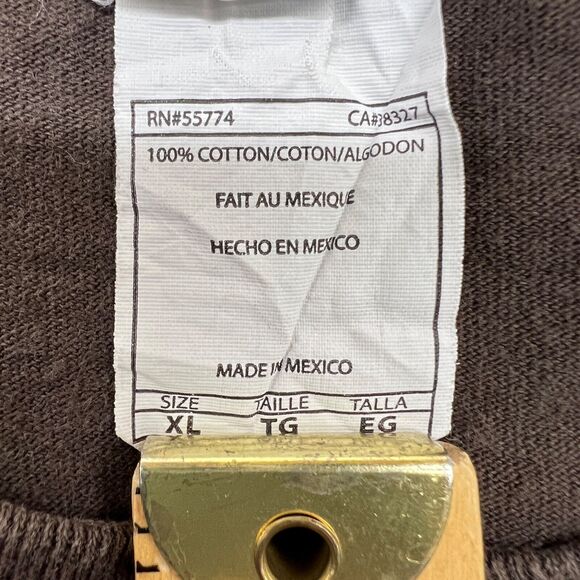 RN#55774 CA#38327
100% COTTON/COTON/ALGODON
FAIT AU MEXIQUE
HECHO EN MEXICO
MADE IN MEXICO
SIZE TAILLE TALLA
XL TG EG